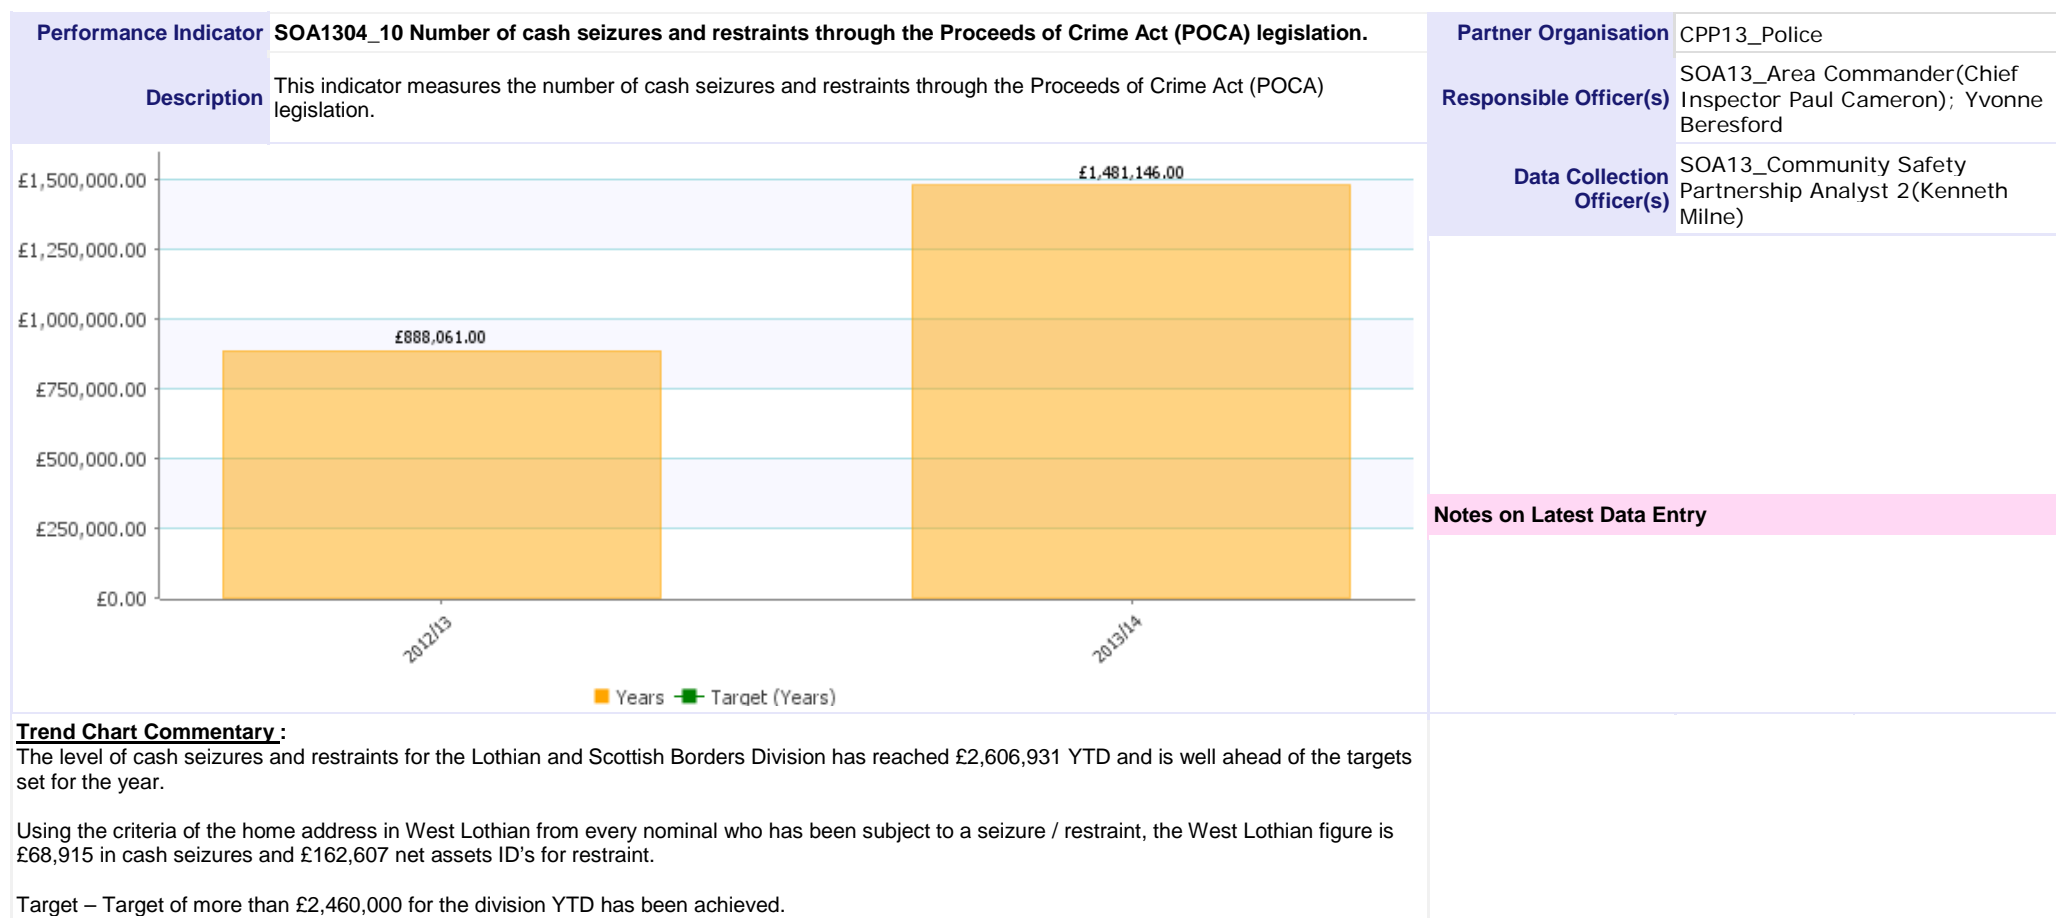 Performance Indicator
SOA1304_10 Number of cash seizures and restraints through the Proceeds of Crime Act (POCA) legislation.
Description
This indicator measures the number of cash seizures and restraints through the Proceeds of Crime Act (POCA)
legislation.
Partner Organisation
CPP13_Police
Responsible Officer(s)
SOA13_Area Commander(Chief
Inspector Paul Cameron); Yvonne
Beresford
Data Collection
Officer(s)
SOA13_Community Safety
Partnership Analyst 2(Kenneth
Milne)
£1,500,000.00
£1,250,000.00
£1,000,000.00
£750,000.00
£500,000.00
£250,000.00
£0.00
£888,061.00
£1,481,146.00
2012/13
2013/14
Years
Target (Years)
Notes on Latest Data Entry
Trend Chart Commentary :
The level of cash seizures and restraints for the Lothian and Scottish Borders Division has reached £2,606,931 YTD and is well ahead of the targets
set for the year.
Using the criteria of the home address in West Lothian from every nominal who has been subject to a seizure / restraint, the West Lothian figure is
£68,915 in cash seizures and £162,607 net assets ID's for restraint.
Target – Target of more than £2,460,000 for the division YTD has been achieved.